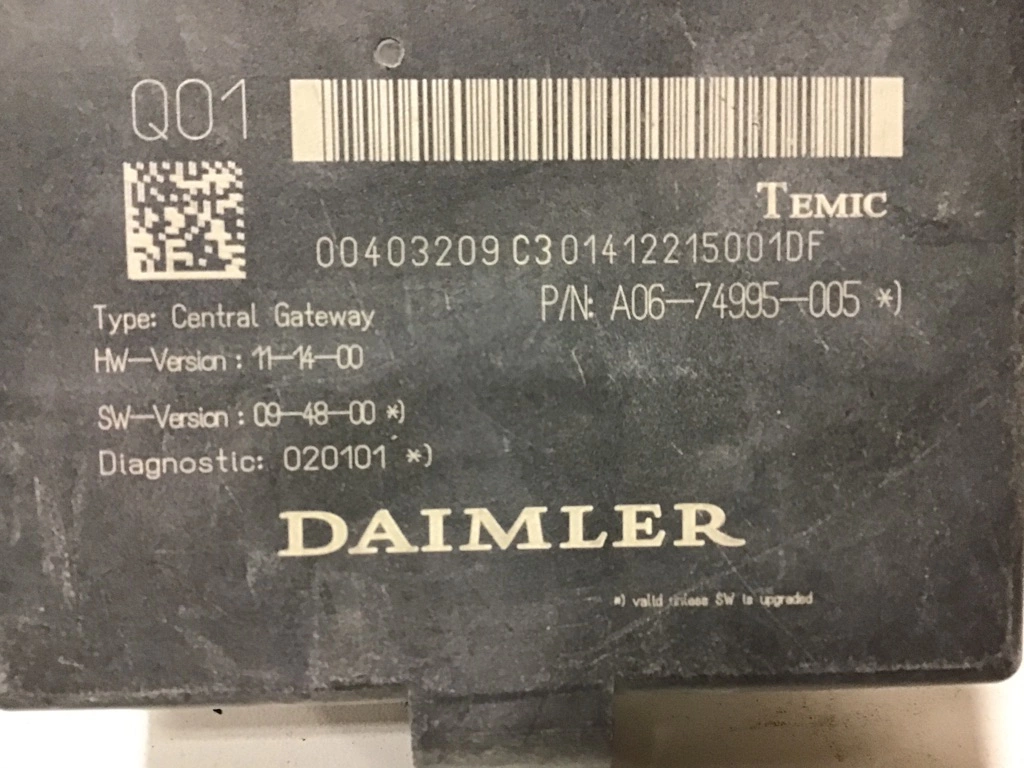 Q01
TEMIC
00403209 C3 01412215001DF
P/N: A06-74995-005 *)
Type: Central Gateway
HW-Version : 11-14-00
SW-Version : 09-48-00 *)
Diagnostic: 020101 *)
DAIMLER
*) valid unless SW is upgraded